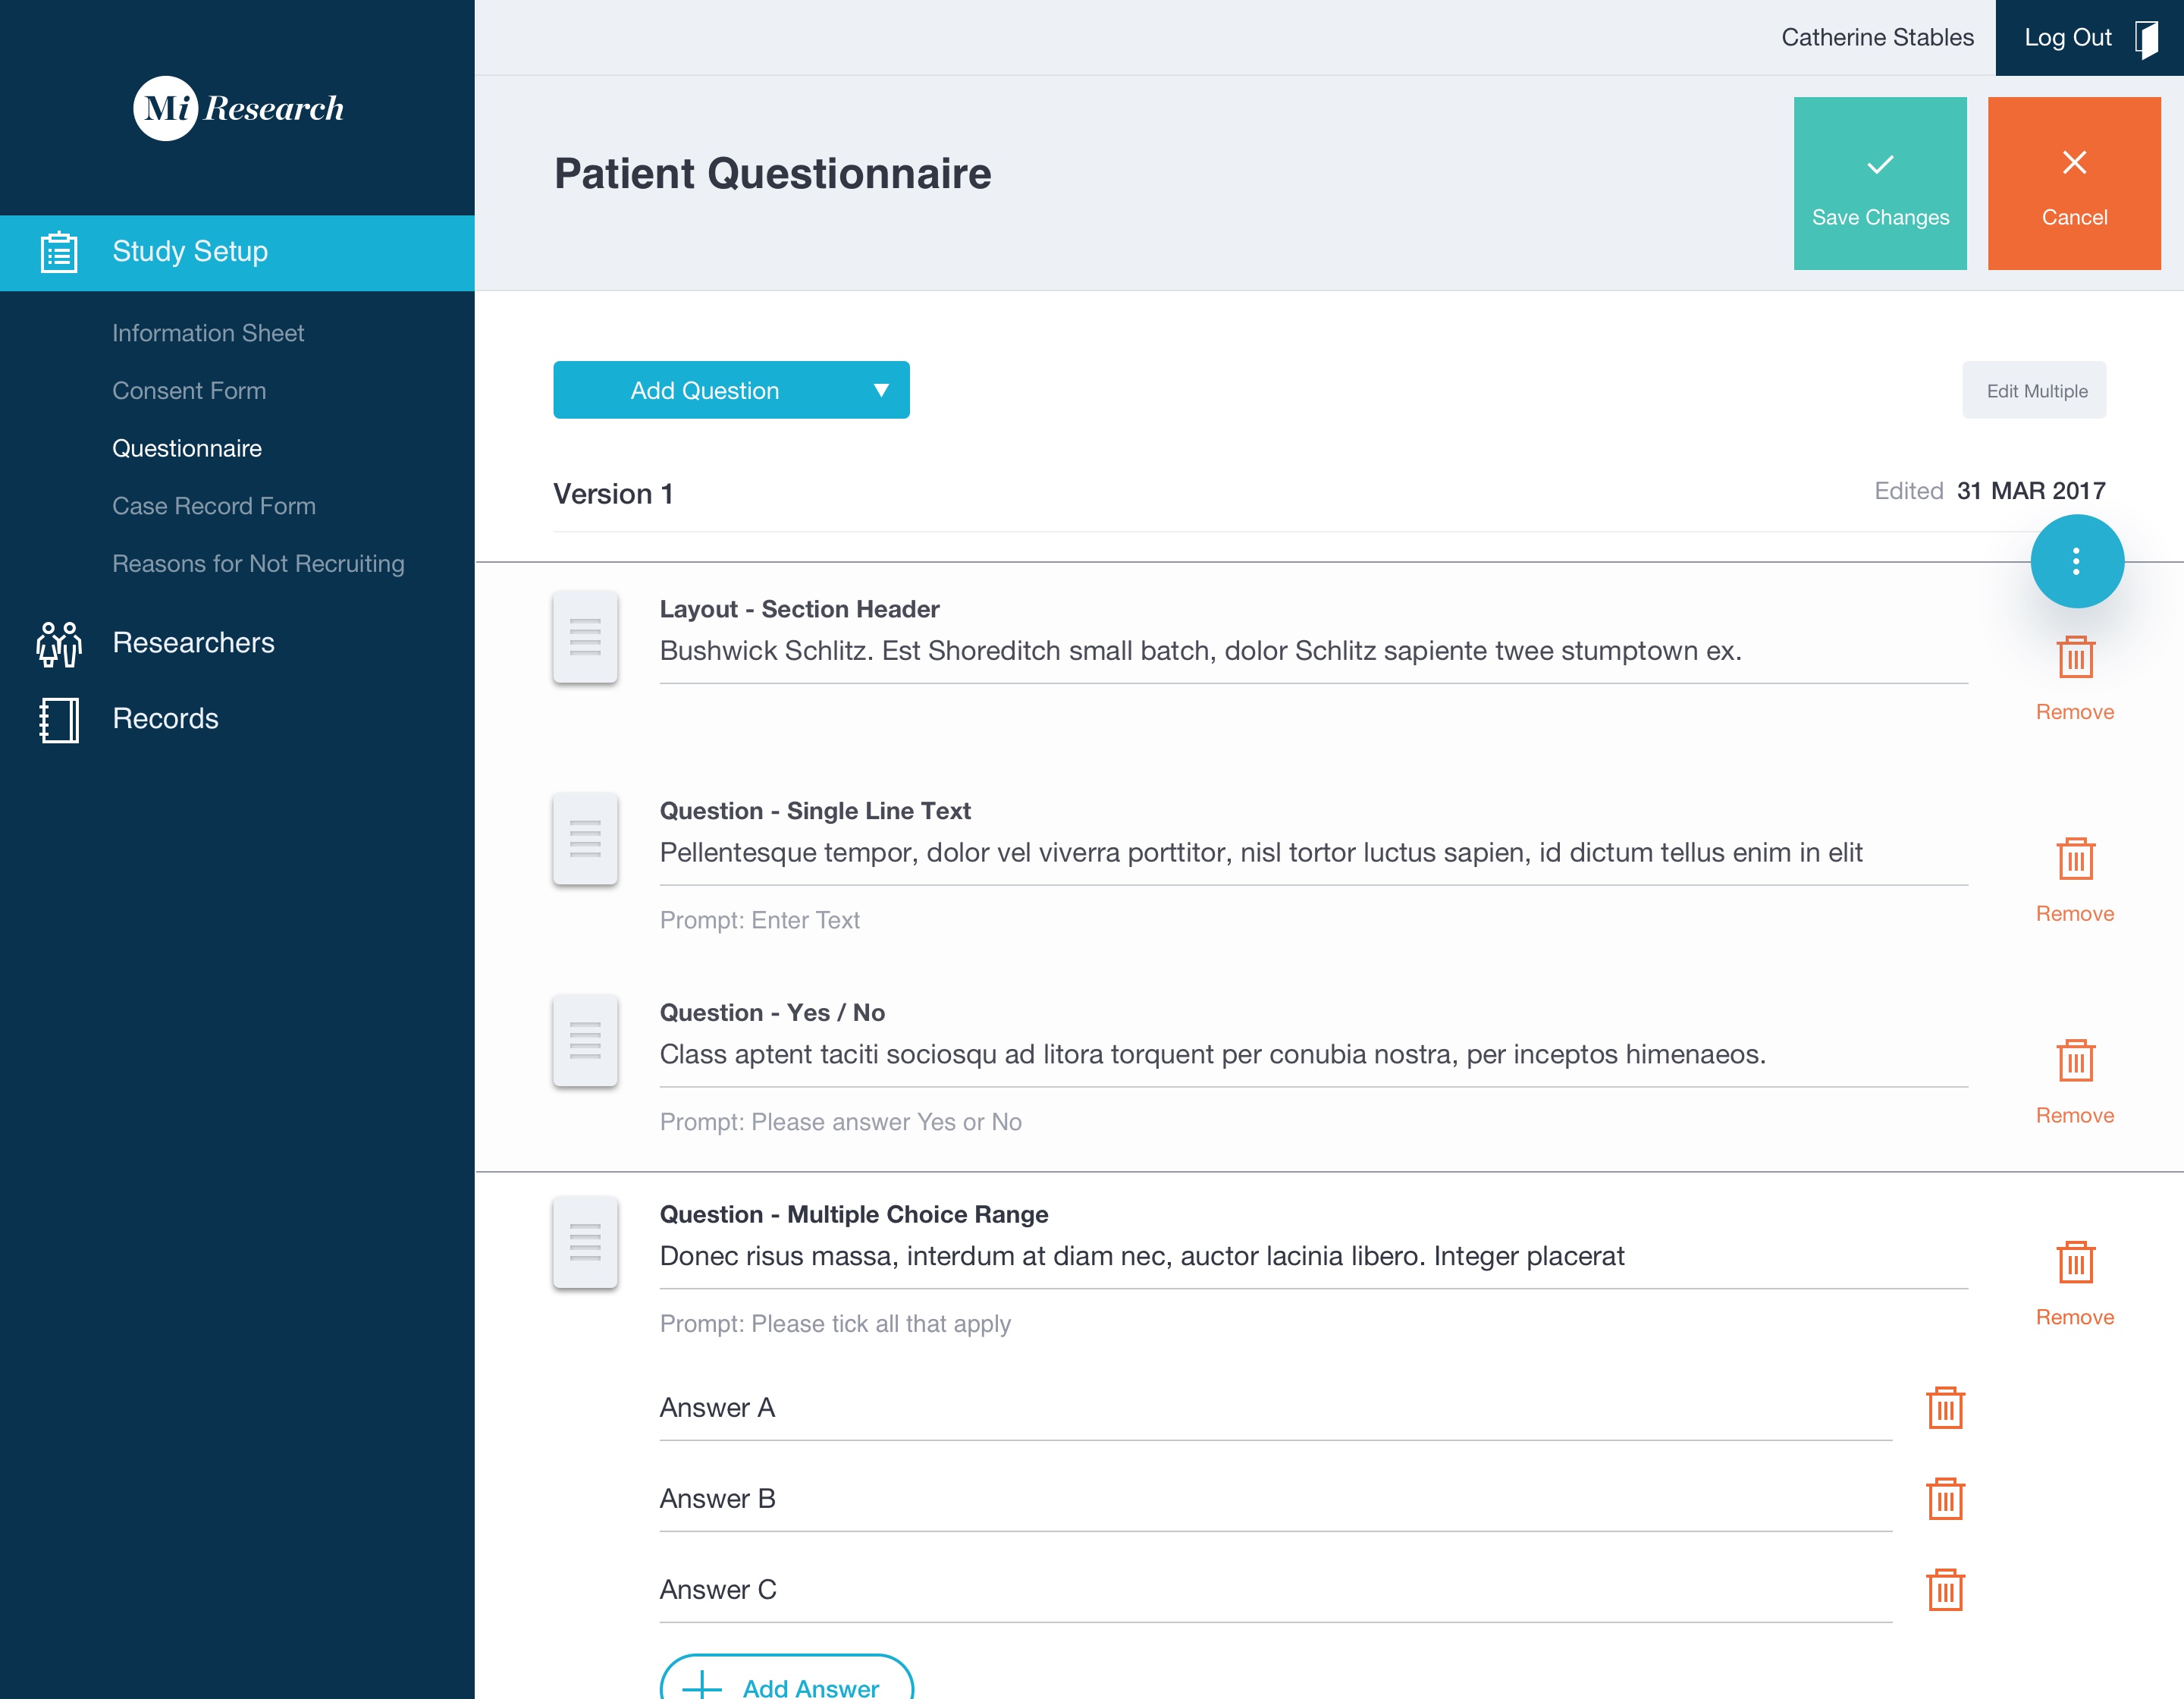 Mi Research
Study Setup
Information Sheet
Consent Form
Questionnaire
Case Record Form
Reasons for Not Recruiting
Researchers
Records
Catherine Stables
Log Out
Patient Questionnaire
Save Changes
Cancel
Add Question
Edit Multiple
Version 1
Edited 31 MAR 2017
Layout - Section Header
Bushwick Schlitz. Est Shoreditch small batch, dolor Schlitz sapiente twee stumptown ex.
Remove
Question - Single Line Text
Pellentesque tempor, dolor vel viverra porttitor, nisl tortor luctus sapien, id dictum tellus enim in elit
Remove
Prompt: Enter Text
Question - Yes / No
Class aptent taciti sociosqu ad litora torquent per conubia nostra, per inceptos himenaeos.
Remove
Prompt: Please answer Yes or No
Question - Multiple Choice Range
Donec risus massa, interdum at diam nec, auctor lacinia libero. Integer placerat
Remove
Prompt: Please tick all that apply
Answer A
Answer B
Answer C
Add Answer